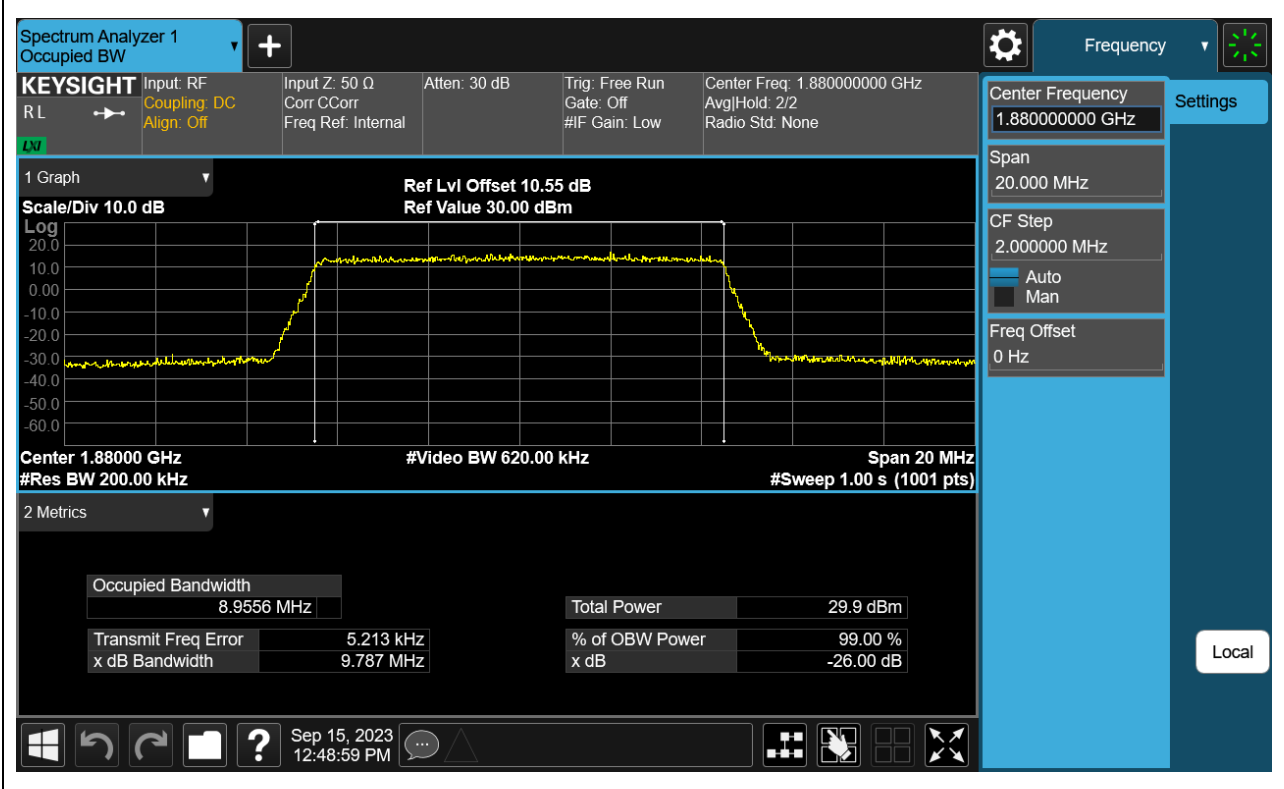 Spectrum Analyzer 1
Occupied BW
▼
+
Frequency
▼
KEYSIGHT
R L
LXI
Input: RF
Coupling: DC
Align: Off
Input Z: 50 Ω
Corr CCorr
Freq Ref: Internal
Atten: 30 dB
Trig: Free Run
Gate: Off
#IF Gain: Low
Center Freq: 1.880000000 GHz
Avg|Hold: 2/2
Radio Std: None
1 Graph
▼
Scale/Div 10.0 dB
Ref Lvl Offset 10.55 dB
Ref Value 30.00 dBm
Log
20.0
10.0
0.00
-10.0
-20.0
-30.0
-40.0
-50.0
-60.0
Center 1.88000 GHz
#Video BW 620.00 kHz
Span 20 MHz
#Res BW 200.00 kHz
#Sweep 1.00 s (1001 pts)
2 Metrics
▼
Occupied Bandwidth
8.9556 MHz
Total Power 29.9 dBm
Transmit Freq Error 5.213 kHz
% of OBW Power 99.00 %
x dB Bandwidth 9.787 MHz
x dB -26.00 dB
?
Sep 15, 2023
12:48:59 PM
Center Frequency
1.880000000 GHz
Settings
Span
20.000 MHz
CF Step
2.000000 MHz
Auto
Man
Freq Offset
0 Hz
Local